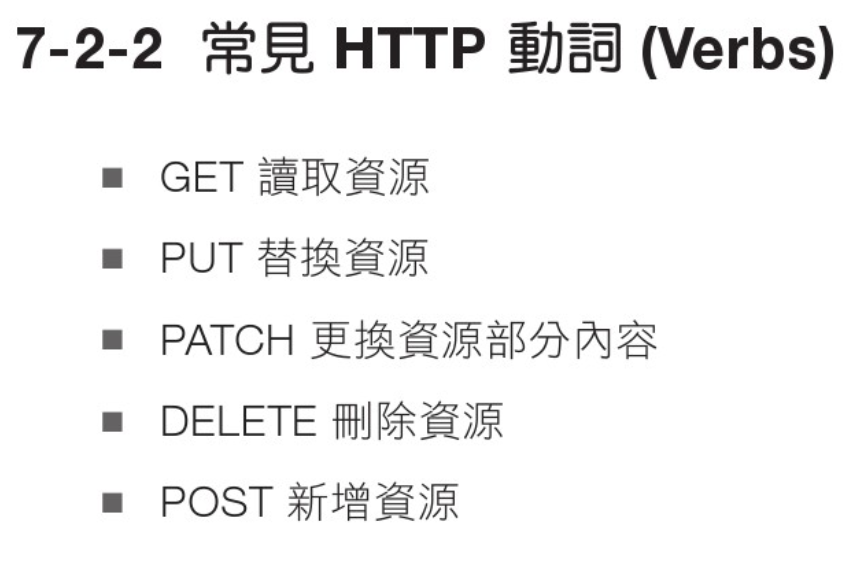 7-2-2 常見 HTTP 動詞 (Verbs)
■ GET 讀取資源
■ PUT 替換資源
■ PATCH 更換資源部分內容
■ DELETE 刪除資源
■ POST 新增資源